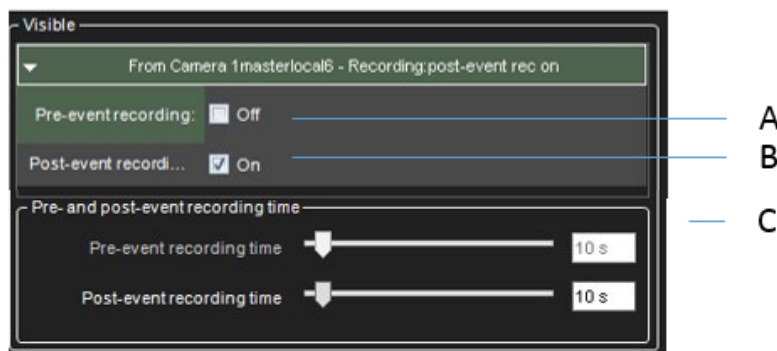 Visible
From Camera 1masterlocal6 - Recording:post-event rec on
Pre-event recording: Off
A
Post-event recordi... On
B
Pre- and post-event recording time
C
Pre-event recording time 10 s
Post-event recording time 10 s